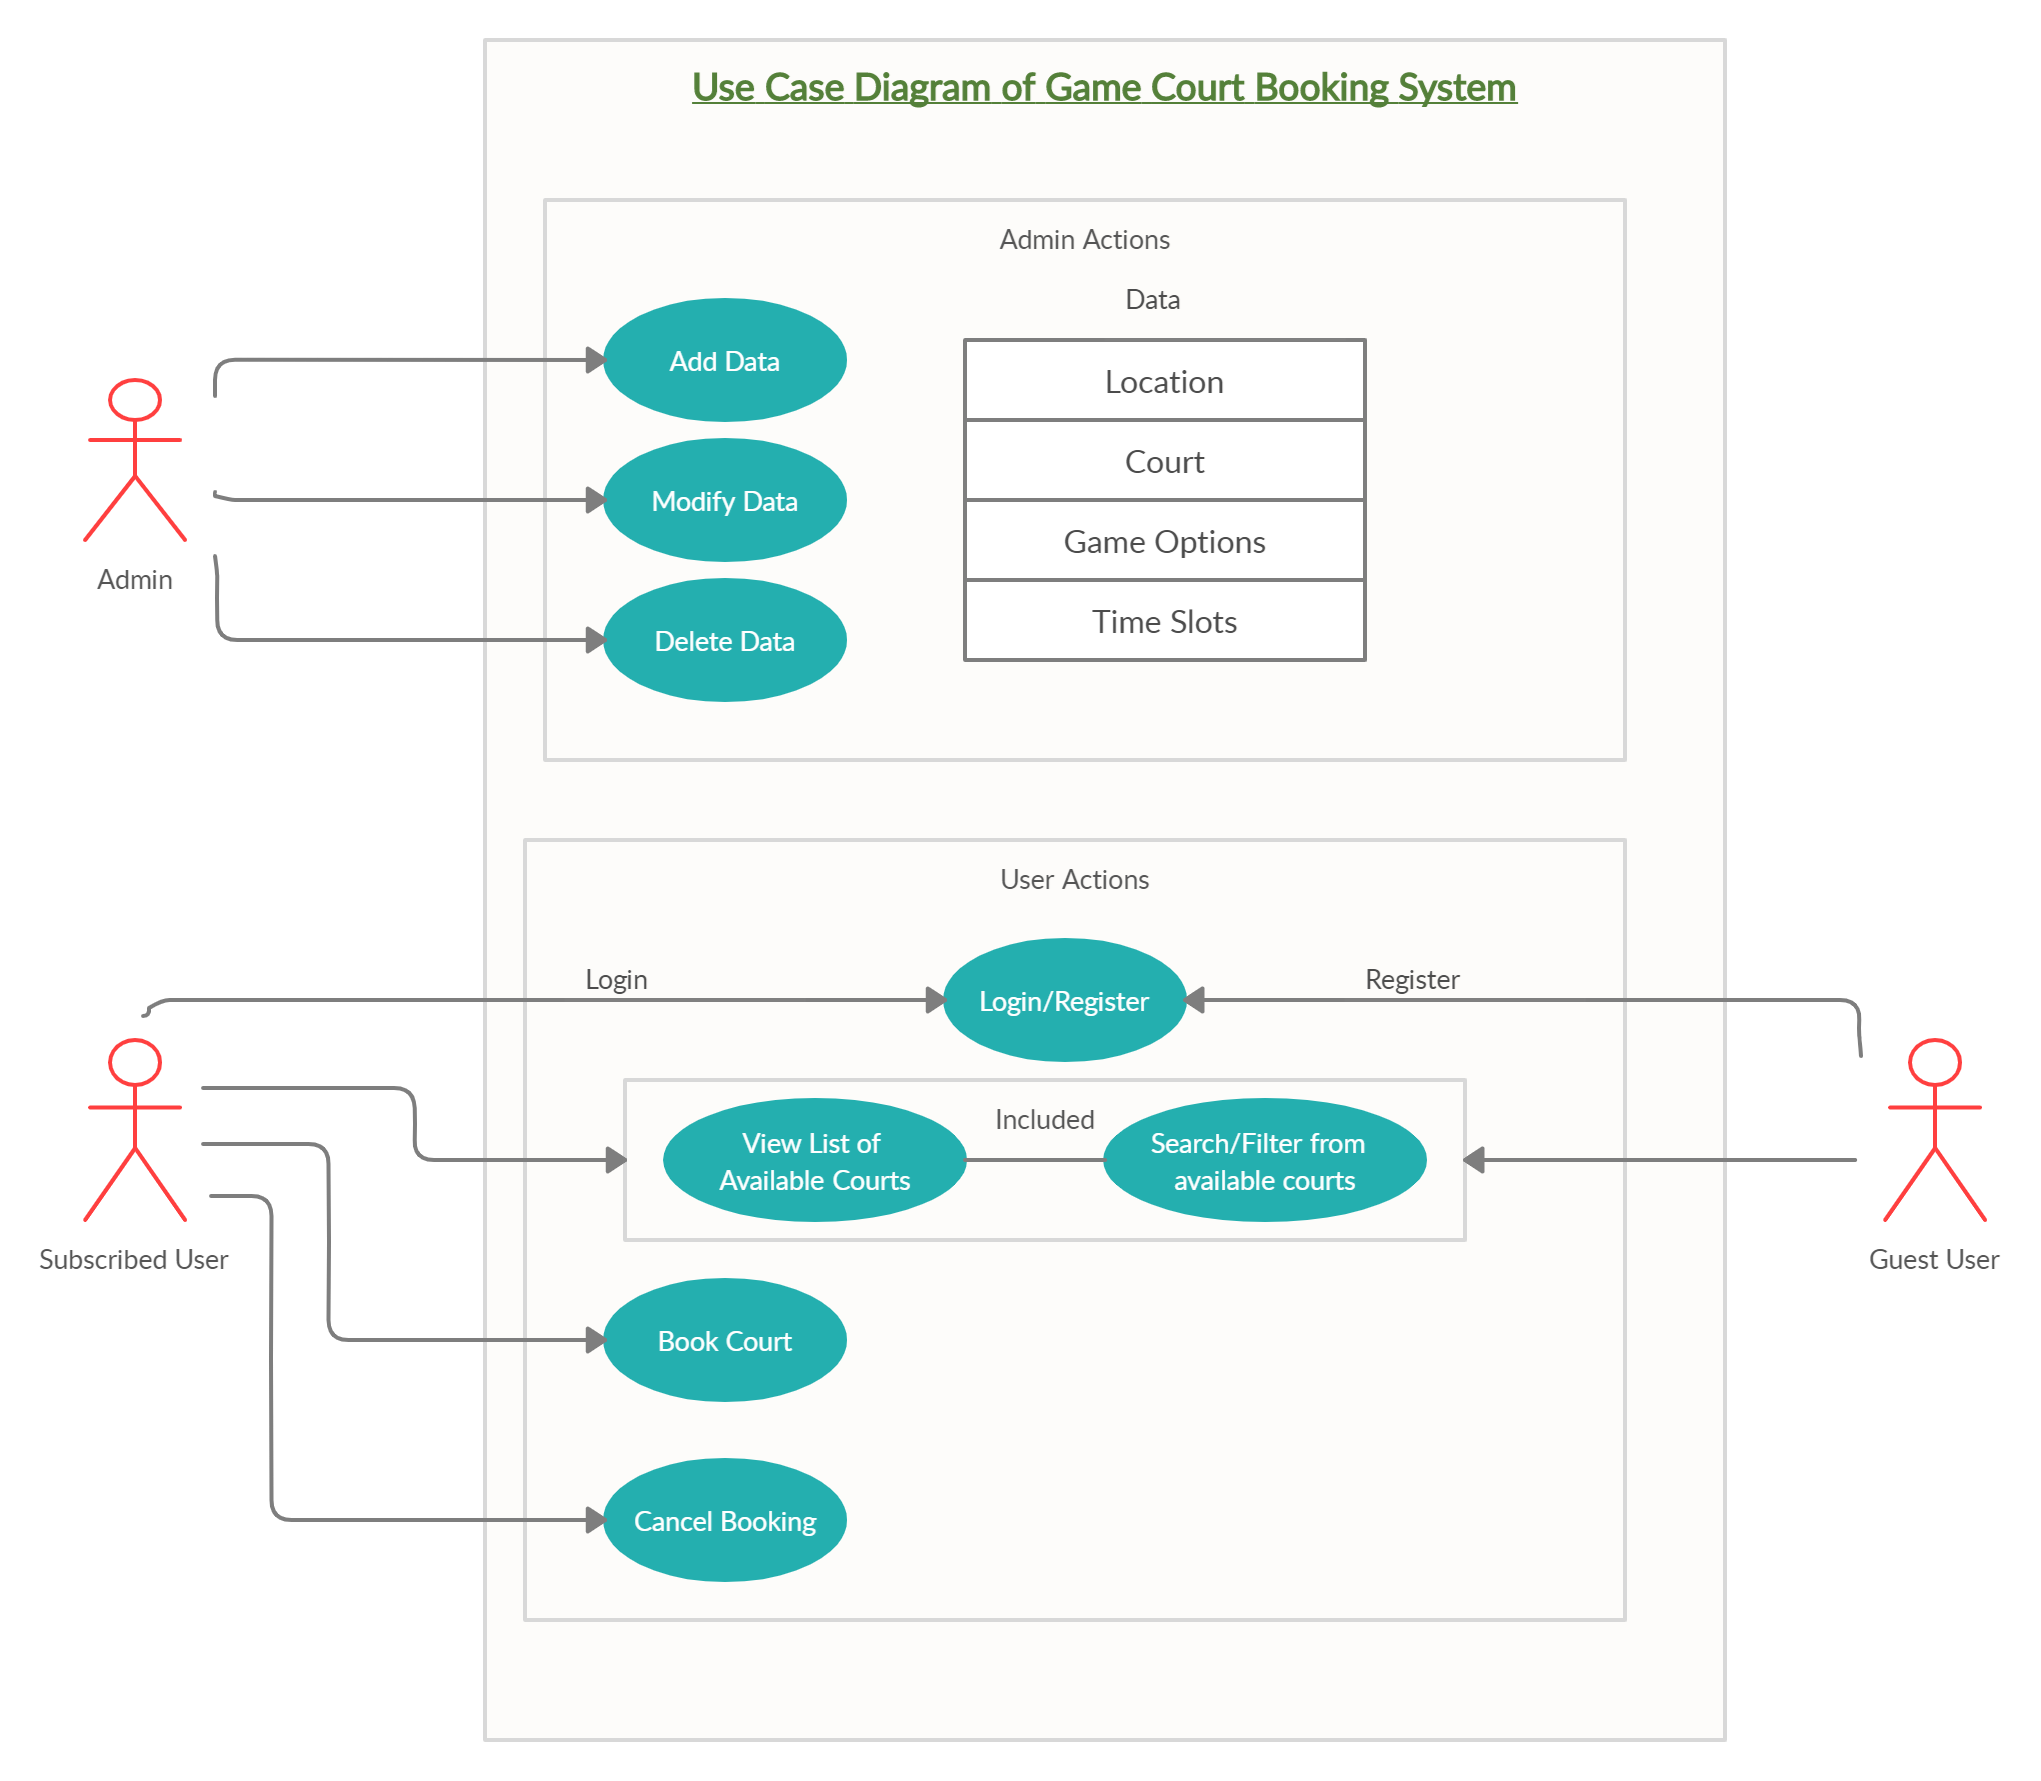 Use Case Diagram of Game Court Booking System
Admin Actions
Data
Add Data
Location
Court
Modify Data
Game Options
Admin
Time Slots
Delete Data
User Actions
Login
Register
Login/Register
Included
View List of
Available Courts
Search/Filter from
available courts
Subscribed User
Guest User
Book Court
Cancel Booking